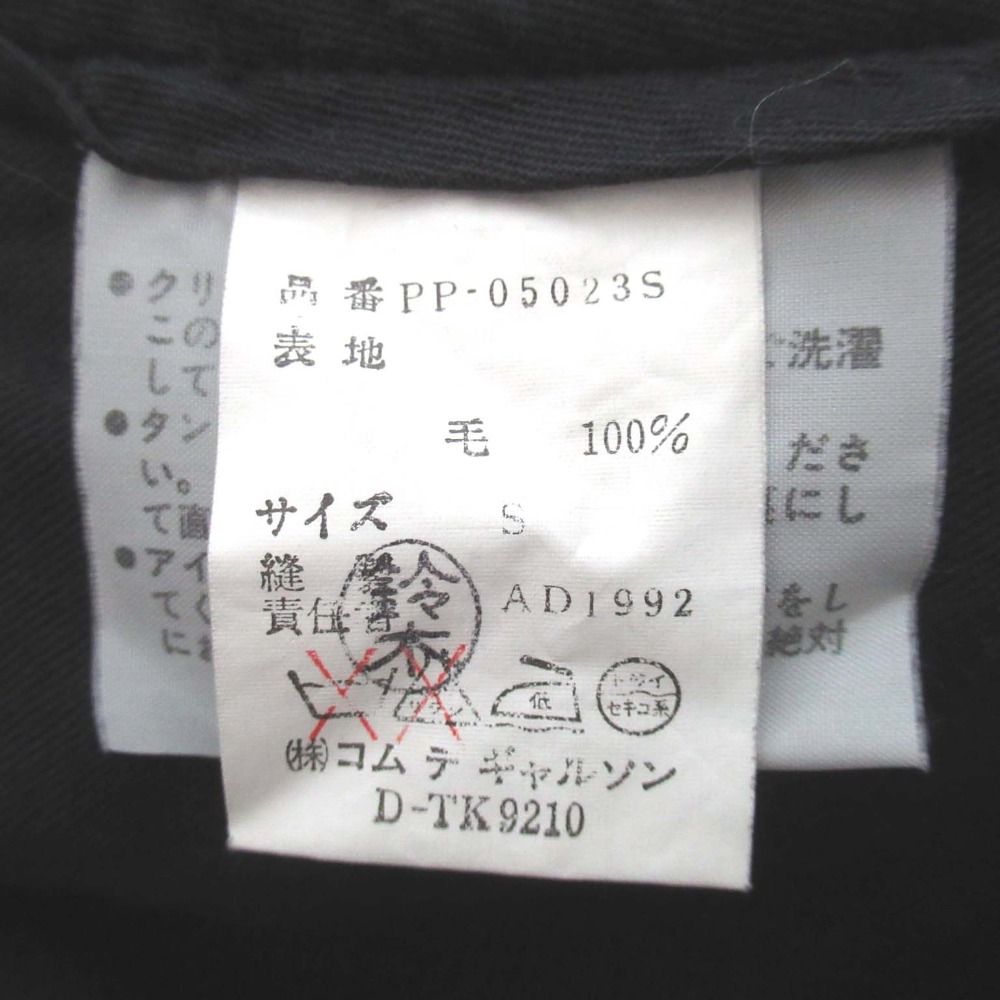 品番 PP-05023S
表地
毛 100%
サイズ S
縫製
責任者 鈴木 AD1992
低
ドライ
セキユ系
(株)コム デ ギャルソン
D-TK9210
クリ
この
して
タン
い。
て
アイ
て
に
洗濯
ださ
にし
をし
絶対